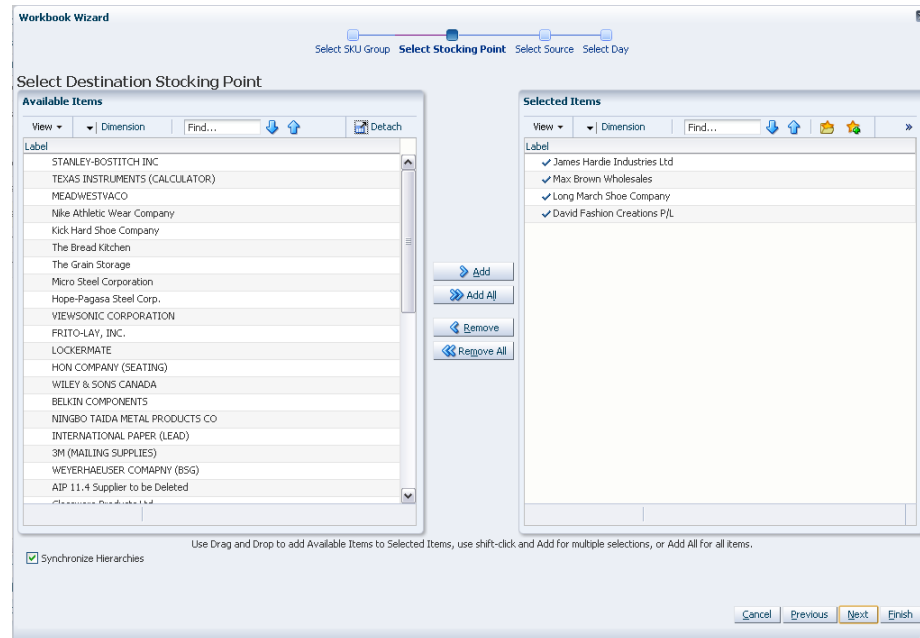 Workbook Wizard
Select SKU Group Select Stocking Point Select Source Select Day
Select Destination Stocking Point
Available Items
View Dimension Find... Detach
Label
STANLEY-BOSTITCH INC
TEXAS INSTRUMENTS (CALCULATOR)
MEADWESTVACO
Nike Athletic Wear Company
Kick Hard Shoe Company
The Bread Kitchen
The Grain Storage
Micro Steel Corporation
Hope-Pagasa Steel Corp.
VIEWSONIC CORPORATION
FRITO-LAY, INC.
LOCKERMATE
HON COMPANY (SEATING)
WILEY & SONS CANADA
BELKIN COMPONENTS
NINGBO TAIDA METAL PRODUCTS CO
INTERNATIONAL PAPER (LEAD)
3M (MAILING SUPPLIES)
WEYERHAEUSER COMAPNY (BSG)
AIP 11.4 Supplier to be Deleted
Add
Add All
Remove
Remove All
Selected Items
View Dimension Find... »
Label
James Hardie Industries Ltd
Max Brown Wholesales
Long March Shoe Company
David Fashion Creations P/L
Use Drag and Drop to add Available Items to Selected Items, use shift-click and Add for multiple selections, or Add All for all items.
Synchronize Hierarchies
Cancel Previous Next Finish